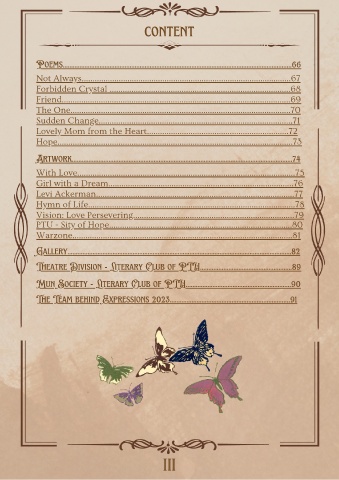 CONTENT
Poems 66
Not Always 67
Forbidden Crystal 68
Friend 69
The One 70
Sudden Change 71
Lovely Mom from the Heart 72
Hope 73
Artwork 74
With Love 75
Girl with a Dream 76
Levi Ackerman 77
Hymn of Life 78
Vision: Love Persevering 79
PTU - Sity of Hope 80
Warzone 81
Gallery 82
Theatre Division - Literary Club of PTU 89
Mun Society - Literary Club of PTU 90
The Team behind Expressions 2023 91
III